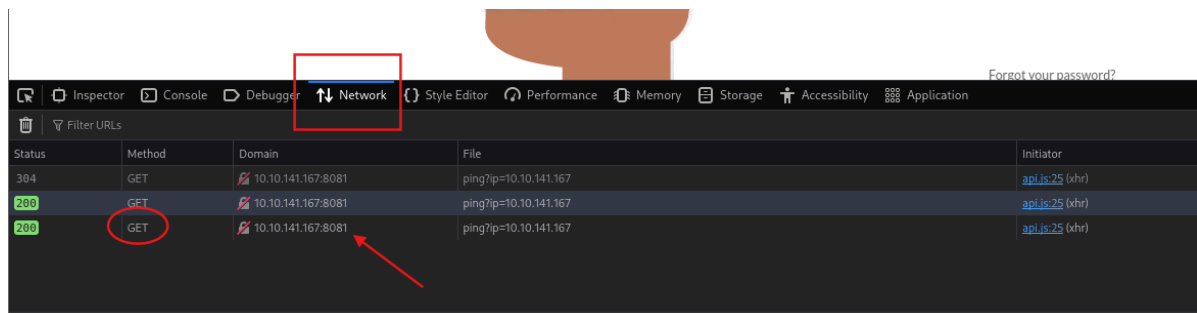 Forgot your password?
Inspector Console Debugger Network Style Editor Performance Memory Storage Accessibility Application
Filter URLs
Status Method Domain File Initiator
304 GET 10.10.141.167:8081 ping?ip=10.10.141.167 api.js:25 (xhr)
200 GET 10.10.141.167:8081 ping?ip=10.10.141.167 api.js:25 (xhr)
200 GET 10.10.141.167:8081 ping?ip=10.10.141.167 api.js:25 (xhr)